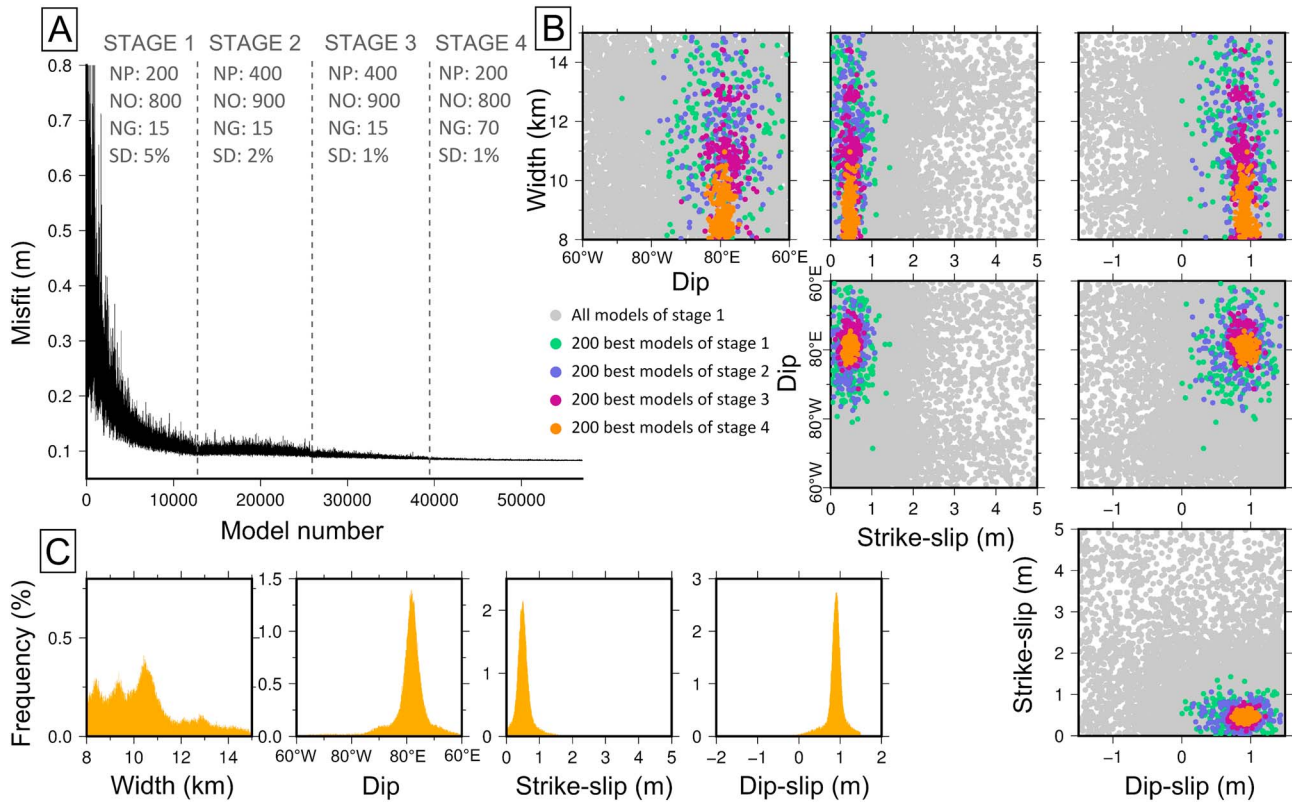 A
STAGE 1
STAGE 2
STAGE 3
STAGE 4
NP: 200
NP: 400
NP: 400
NP: 200
NO: 800
NO: 900
NO: 900
NO: 800
NG: 15
NG: 15
NG: 15
NG: 70
SD: 5%
SD: 2%
SD: 1%
SD: 1%
Misfit (m)
0.8
0.7
0.6
0.5
0.4
0.3
0.2
0.1
0 10000 20000 30000 40000 50000
Model number
B
Width (km)
14
12
10
8
60°W 80°W 80°E 60°E
Dip
0 1 2 3 4 5
−1 0 1
All models of stage 1
200 best models of stage 1
200 best models of stage 2
200 best models of stage 3
200 best models of stage 4
Dip
60°E
80°E
80°W
60°W
0 1 2 3 4 5
Strike-slip (m)
−1 0 1
Strike-slip (m)
5
4
3
2
1
0
−1 0 1
Dip-slip (m)
C
Frequency (%)
0.5
0.0
8 10 12 14
Width (km)
1.5
1.0
0.5
0.0
60°W 80°W 80°E 60°E
Dip
2
1
0
0 1 2 3 4 5
Strike-slip (m)
3
2
1
0
−2 −1 0 1 2
Dip-slip (m)